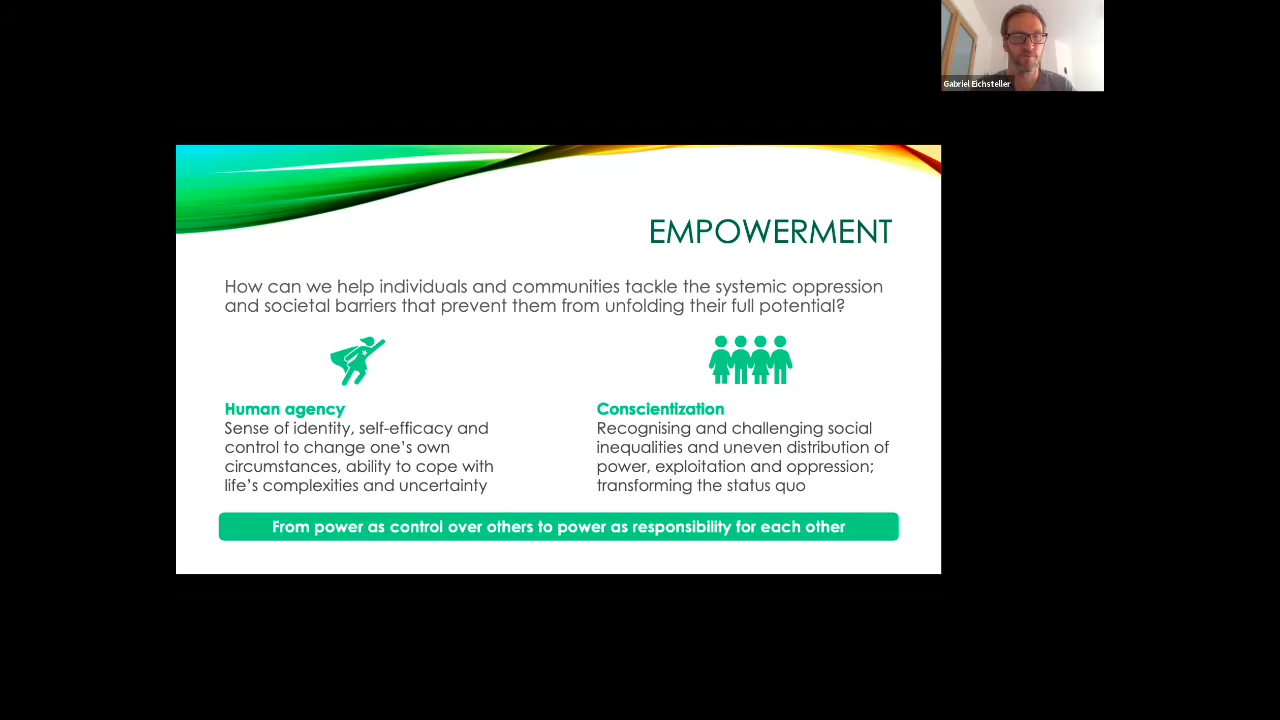 Gabriel Eichsteller
EMPOWERMENT
How can we help individuals and communities tackle the systemic oppression
and societal barriers that prevent them from unfolding their full potential?
Human agency
Sense of identity, self-efficacy and
control to change one’s own
circumstances, ability to cope with
life’s complexities and uncertainty
Conscientization
Recognising and challenging social
inequalities and uneven distribution of
power, exploitation and oppression;
transforming the status quo
From power as control over others to power as responsibility for each other